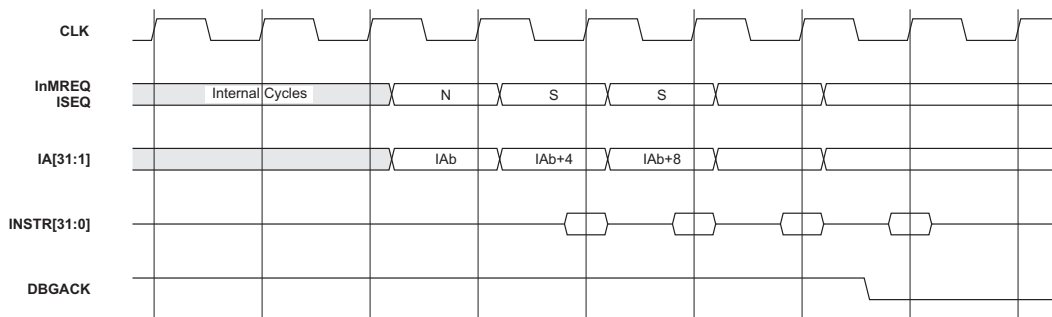 CLK
InMREQ
ISEQ
Internal Cycles
N
S
S
IA[31:1]
IAb
IAb+4
IAb+8
INSTR[31:0]
DBGACK